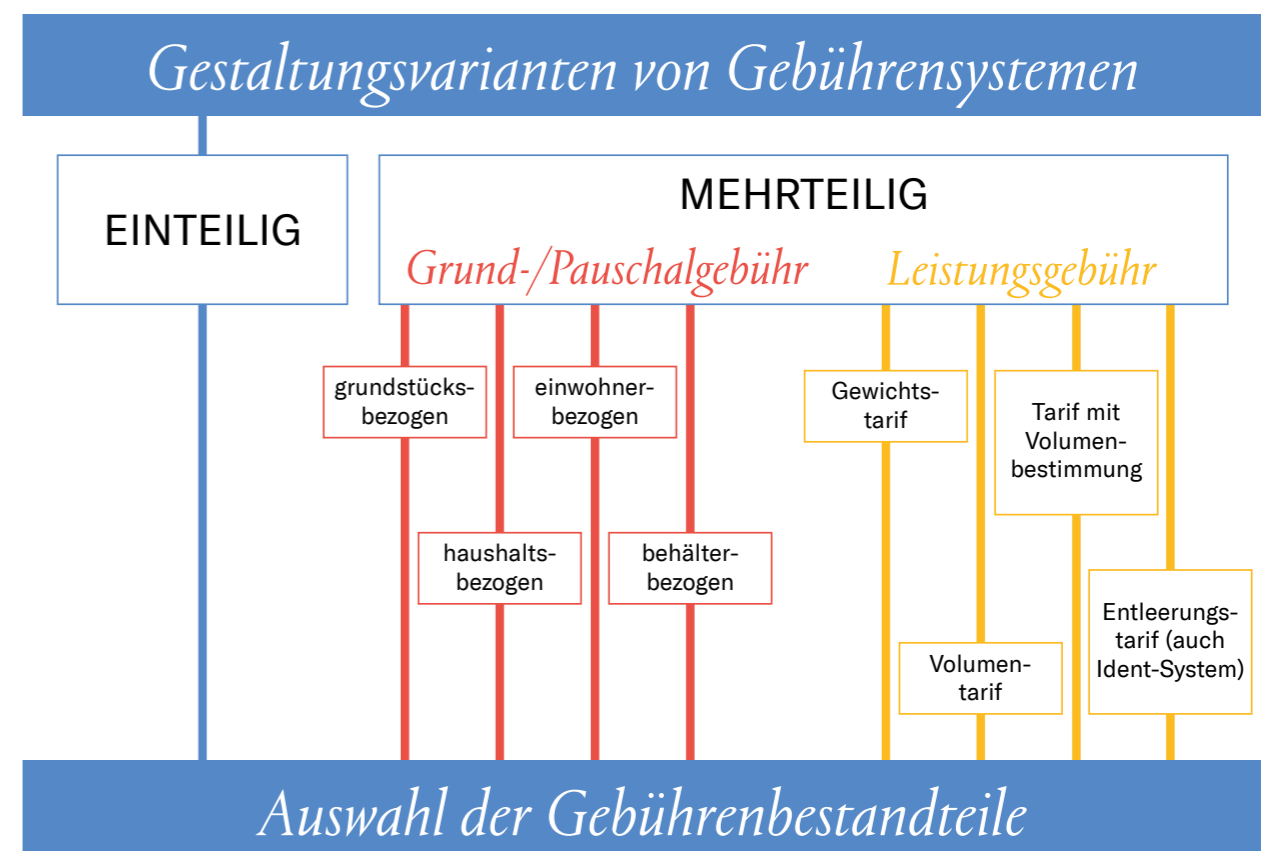 Gestaltungsvarianten von Gebührensystemen
EINTEILIG
MEHRTEILIG
Grund-/Pauschalgebühr
Leistungsgebühr
grundstücks-
bezogen
haushalts-
bezogen
einwohner-
bezogen
behälter-
bezogen
Gewichts-
tarif
Volumen-
tarif
Tarif mit
Volumen-
bestimmung
Entleerungs-
tarif (auch
Ident-System)
Auswahl der Gebührenbestandteile